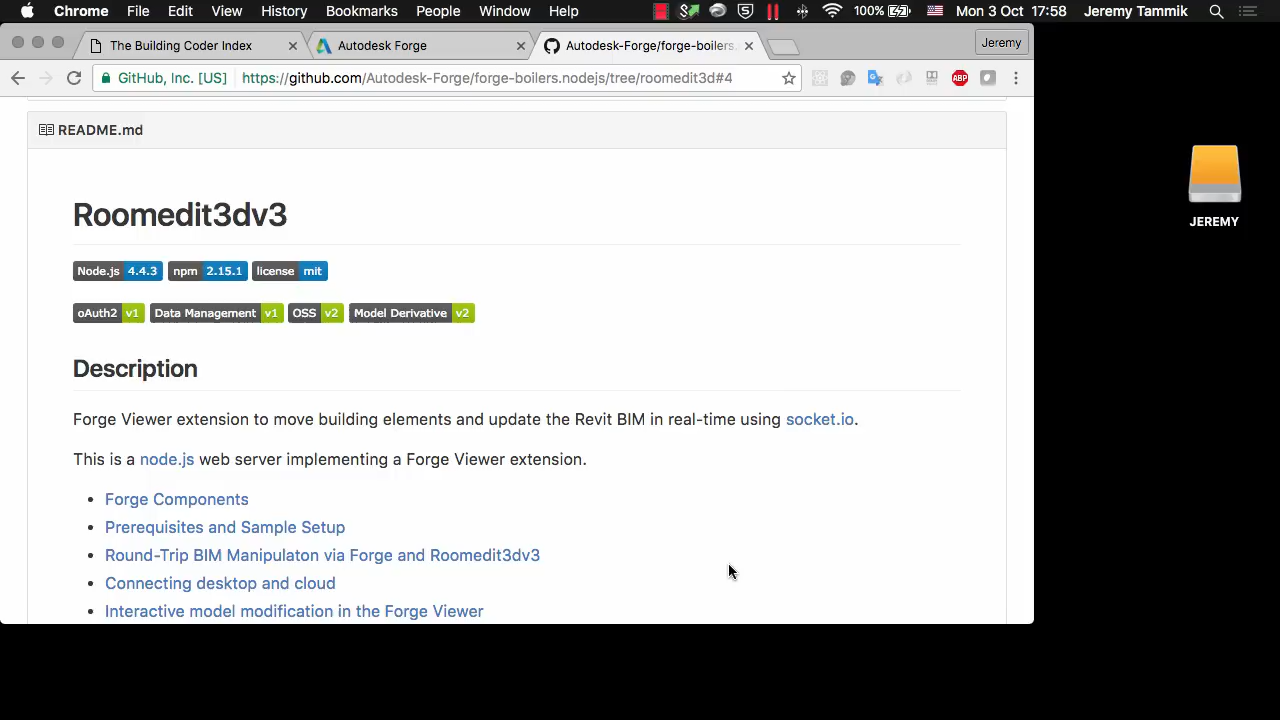 Chrome File Edit View History Bookmarks People Window Help 100% Mon 3 Oct 17:58 Jeremy Tammik
The Building Coder Index
Autodesk Forge
Autodesk-Forge/forge-boilers.
Jeremy
GitHub, Inc. [US] https://github.com/Autodesk-Forge/forge-boilers.nodejs/tree/roomedit3d#4
ABP
README.md
JEREMY
Roomedit3dv3
Node.js 4.4.3 npm 2.15.1 license mit
oAuth2 v1 Data Management v1 OSS v2 Model Derivative v2
Description
Forge Viewer extension to move building elements and update the Revit BIM in real-time using socket.io.
This is a node.js web server implementing a Forge Viewer extension.
• Forge Components
• Prerequisites and Sample Setup
• Round-Trip BIM Manipulaton via Forge and Roomedit3dv3
• Connecting desktop and cloud
• Interactive model modification in the Forge Viewer